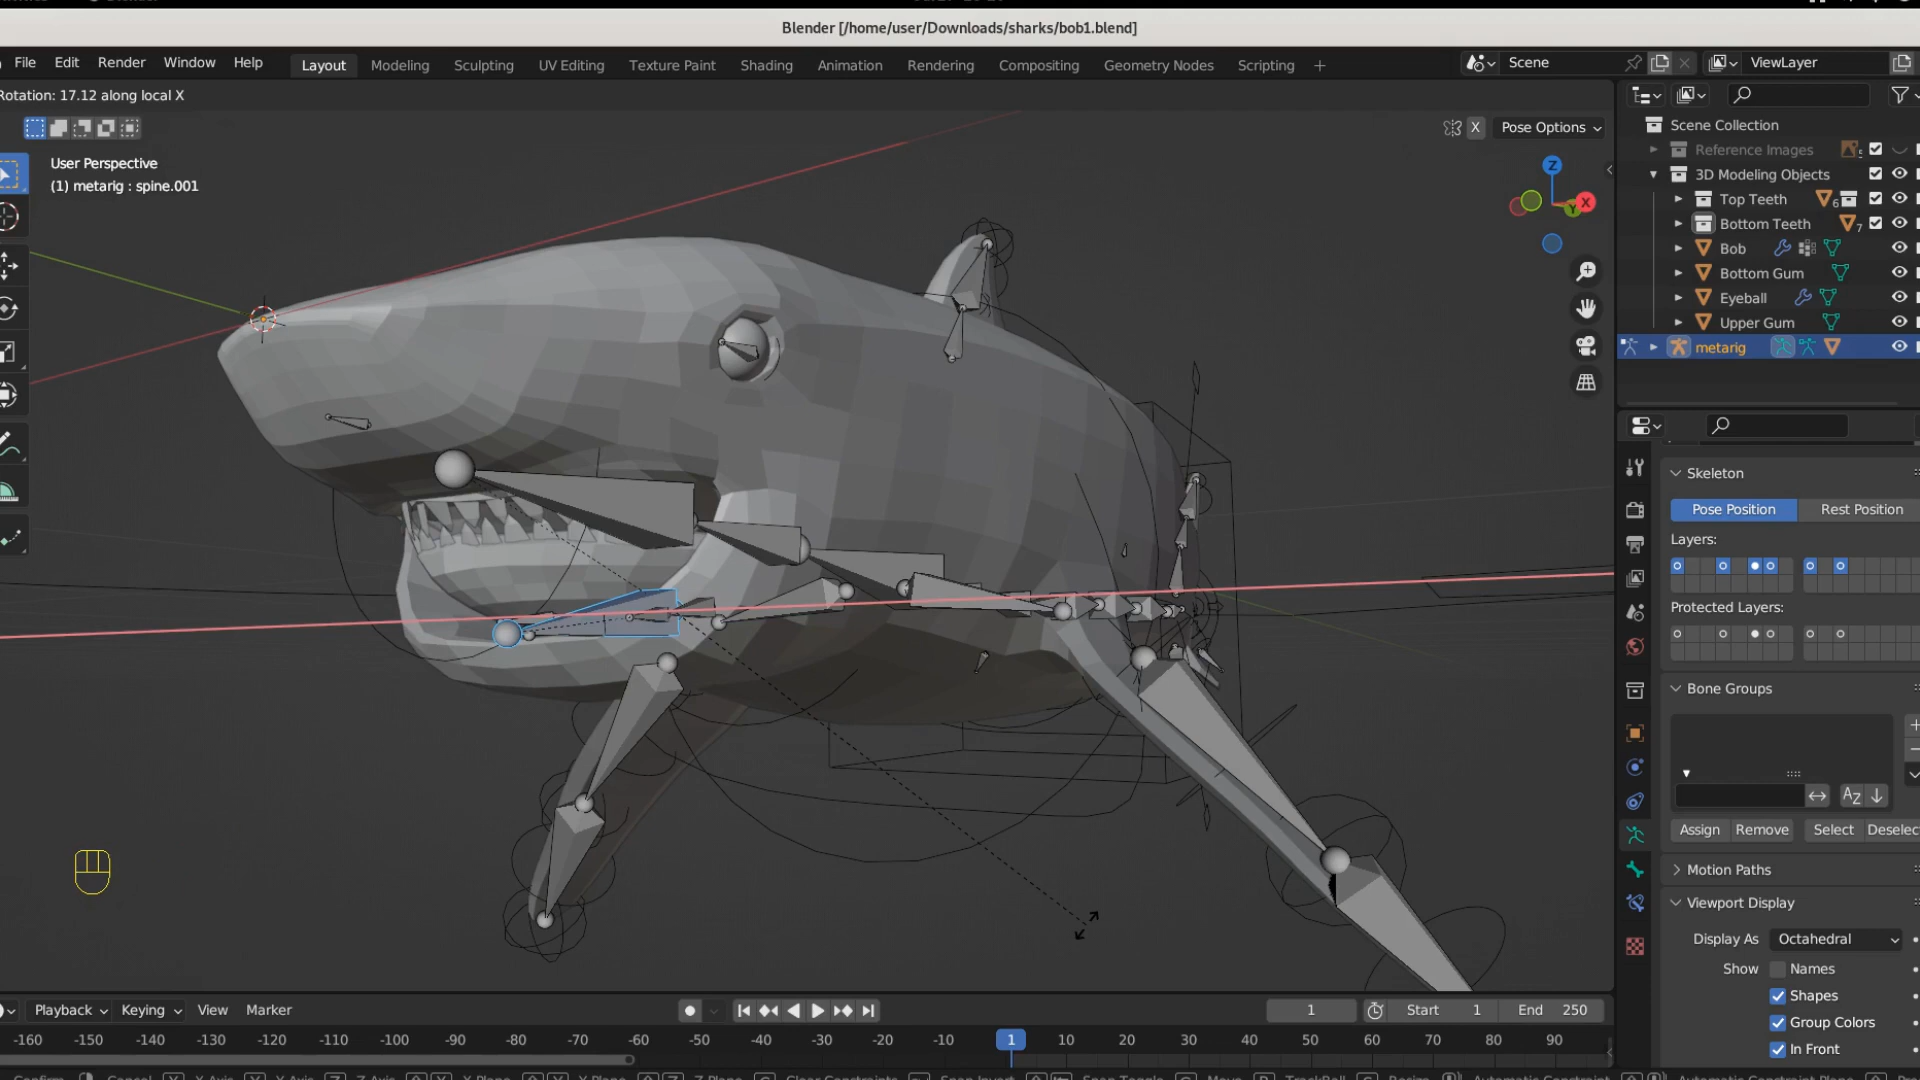 Blender [/home/user/Downloads/sharks/bob1.blend]
File Edit Render Window Help Layout Modeling Sculpting UV Editing Texture Paint Shading Animation Rendering Compositing Geometry Nodes Scripting + Scene ViewLayer
Rotation: 17.12 along local X
X Pose Options
User Perspective
(1) metarig : spine.001
Z
X
Y
Scene Collection
Reference Images 5
3D Modeling Objects
Top Teeth 6
Bottom Teeth 7
Bob
Bottom Gum
Eyeball
Upper Gum
metarig
Skeleton
Pose Position Rest Position
Layers:
Protected Layers:
Bone Groups
Assign Remove Select Deselec
Motion Paths
Viewport Display
Display As Octahedral
Show Names
Shapes
Group Colors
In Front
Playback Keying View Marker 1 Start 1 End 250
-160 -150 -140 -130 -120 -110 -100 -90 -80 -70 -60 -50 -40 -30 -20 -10 1 10 20 30 40 50 60 70 80 90